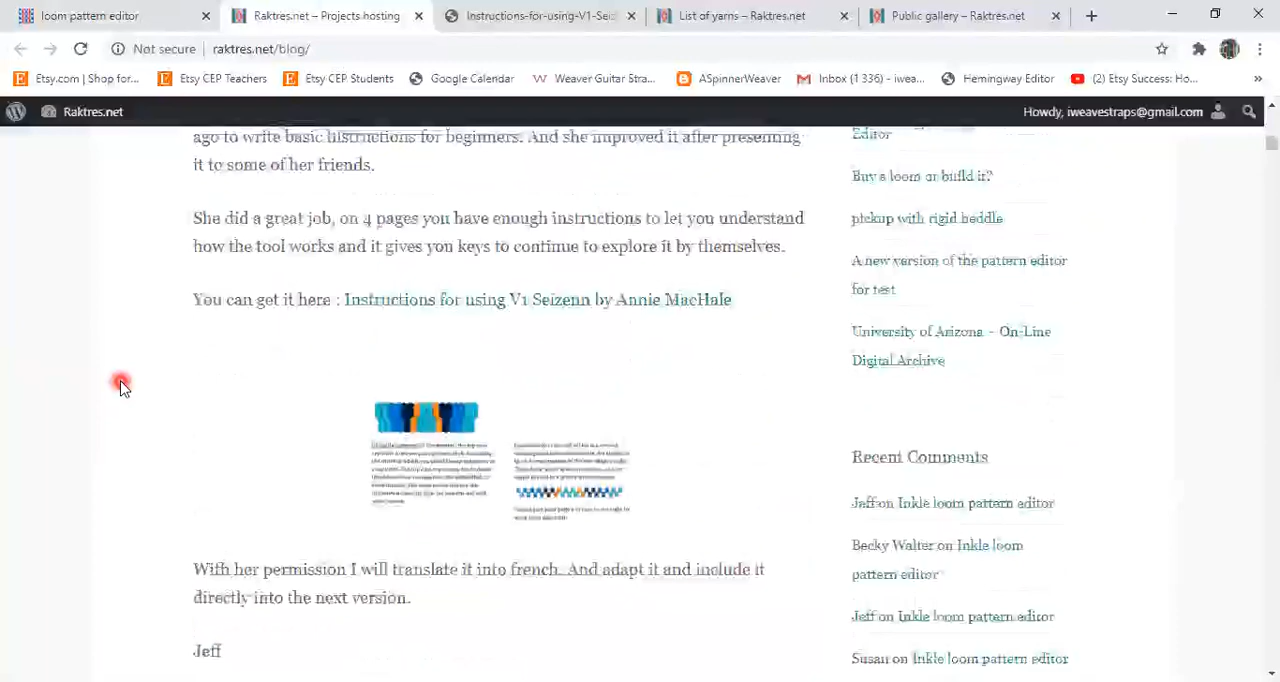 loom pattern editor
Raktres.net – Projects hosting
Instructions-for-using-V1-Seiz
List of yarns – Raktres.net
Public gallery – Raktres.net
Not secure
raktres.net/blog/
Etsy.com | Shop for...
Etsy CEP Teachers
Etsy CEP Students
Google Calendar
Weaver Guitar Stra...
ASpinnerWeaver
Inbox (1 336) - iwea...
Hemingway Editor
(2) Etsy Success: Ho...
»
Raktres.net
Howdy, iweavestraps@gmail.com
ago to write basic instructions for beginners. And she improved it after presenting
it to some of her friends.
She did a great job, on 4 pages you have enough instructions to let you understand
how the tool works and it gives you keys to continue to explore it by themselves.
You can get it here : Instructions for using V1 Seizenn by Annie MacHale
With her permission I will translate it into french. And adapt it and include it
directly into the next version.
Jeff
Editor
Buy a loom or build it?
pickup with rigid heddle
A new version of the pattern editor
for test
University of Arizona – On-Line
Digital Archive
Recent Comments
Jeff on Inkle loom pattern editor
Becky Walter on Inkle loom
pattern editor
Jeff on Inkle loom pattern editor
Susan on Inkle loom pattern editor